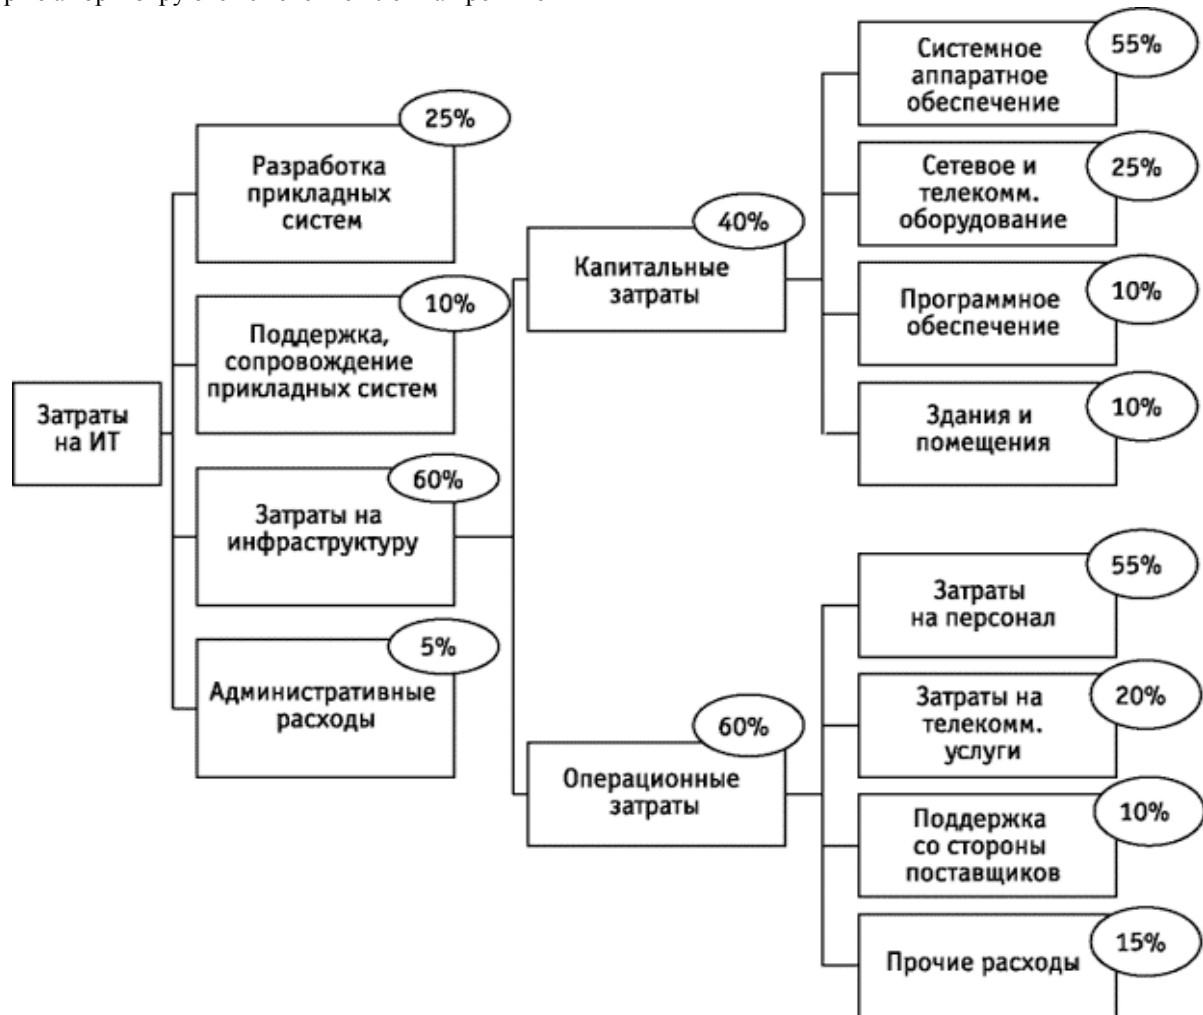 25%
Разработка
прикладных
систем
10%
Поддержка,
сопровождение
прикладных систем
Затраты
на ИТ
60%
Затраты на
инфраструктуру
5%
Административные
расходы
40%
Капитальные
затраты
60%
Операционные
затраты
55%
Системное
аппаратное
обеспечение
25%
Сетевое и
телекомм.
оборудование
10%
Программное
обеспечение
10%
Здания и
помещения
55%
Затраты
на персонал
20%
Затраты на
телекомм.
услуги
10%
Поддержка
со стороны
поставщиков
15%
Прочие расходы